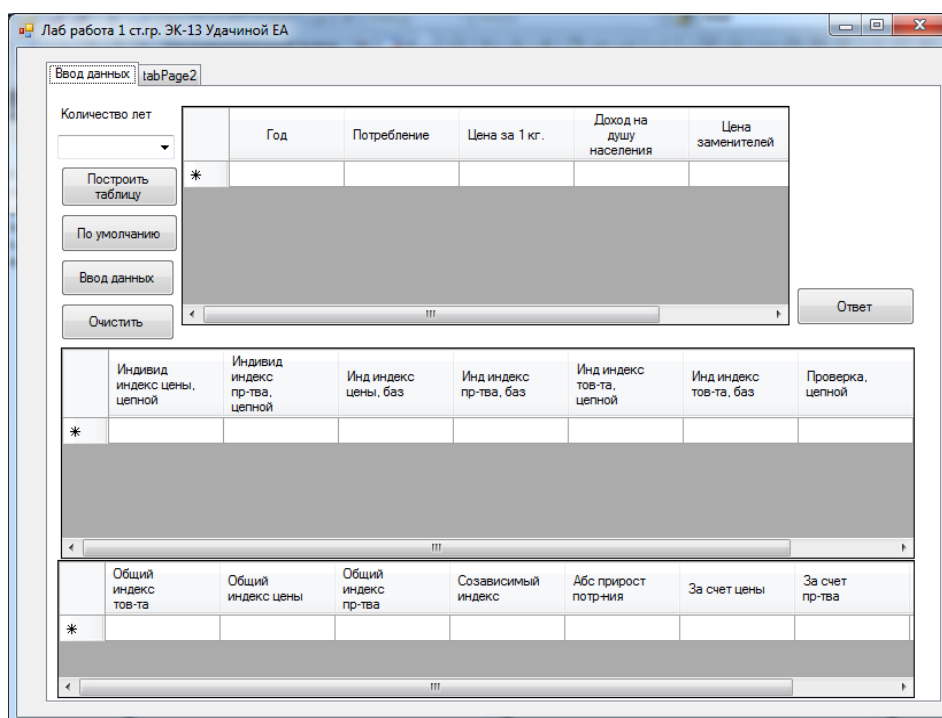 Лаб работа 1 ст.гр. ЭК-13 Удачиной ЕА
Ввод данных
tabPage2
Количество лет
Построить
таблицу
По умолчанию
Ввод данных
Очистить
Год
Потребление
Цена за 1 кг.
Доход на
душу
населения
Цена
заменителей
Ответ
Индивид
индекс цены,
цепной
Индивид
индекс
пр-тва,
цепной
Инд индекс
цены, баз
Инд индекс
пр-тва, баз
Инд индекс
тов-та,
цепной
Инд индекс
тов-та, баз
Проверка,
цепной
Общий
индекс
тов-та
Общий
индекс цены
Общий
индекс
пр-тва
Созависимый
индекс
Абс прирост
потр-ния
За счет цены
За счет
пр-тва